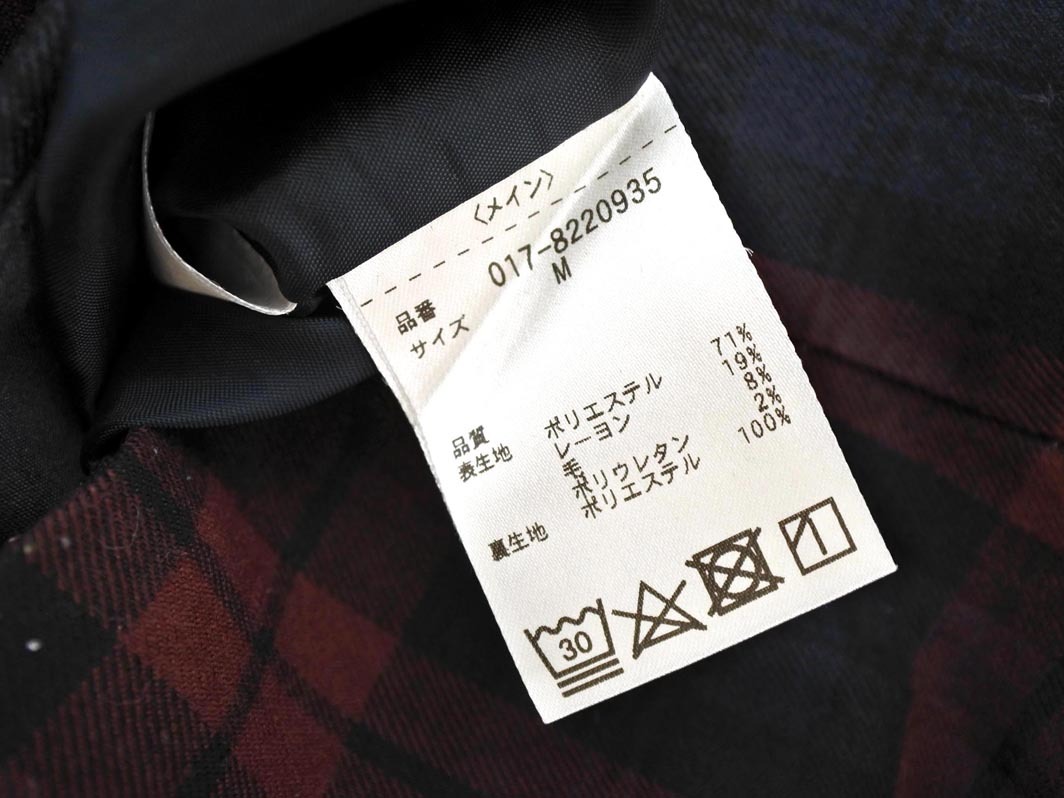 〈メイン〉
品番 017-8220935
サイズ M
品質
表生地 ポリエステル 71%
レーヨン 19%
毛 8%
ポリウレタン 2%
裏生地 ポリエステル 100%
30